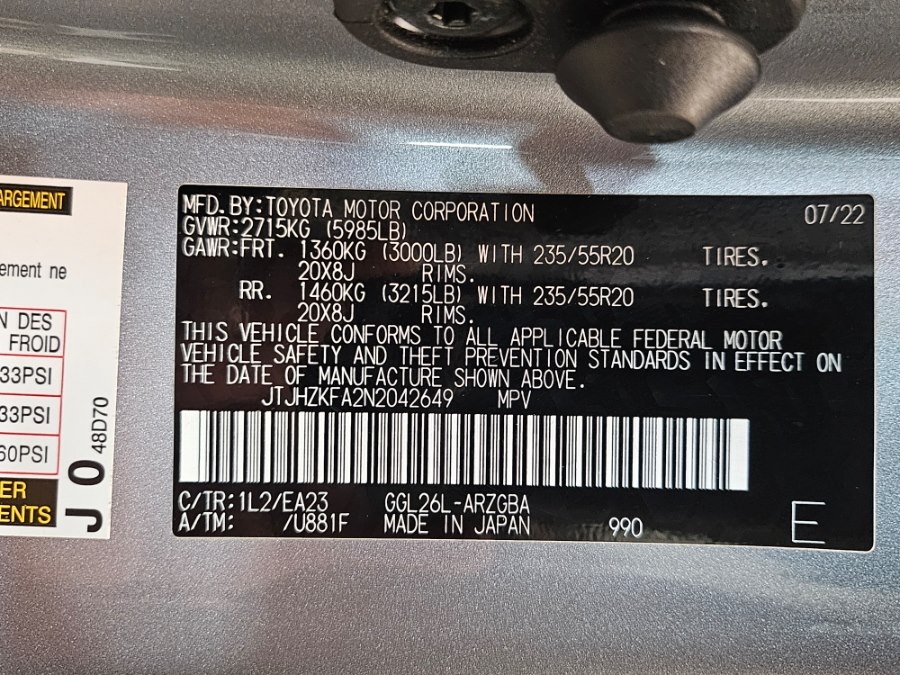 ARGEMENT
ement ne
N DES
FROID
33PSI
33PSI
60PSI
ER
ENTS
J 0 48D70
MFD. BY:TOYOTA MOTOR CORPORATION 07/22
GVWR:2715KG (5985LB)
GAWR:FRT. 1360KG (3000LB) WITH 235/55R20 TIRES.
20X8J RIMS.
RR. 1460KG (3215LB) WITH 235/55R20 TIRES.
20X8J RIMS.
THIS VEHICLE CONFORMS TO ALL APPLICABLE FEDERAL MOTOR
VEHICLE SAFETY AND THEFT PREVENTION STANDARDS IN EFFECT ON
THE DATE OF MANUFACTURE SHOWN ABOVE.
JTJHZKFA2N2042649 MPV
C/TR:1L2/EA23 GGL26L-ARZGBA
A/TM: /U881F MADE IN JAPAN 990 E